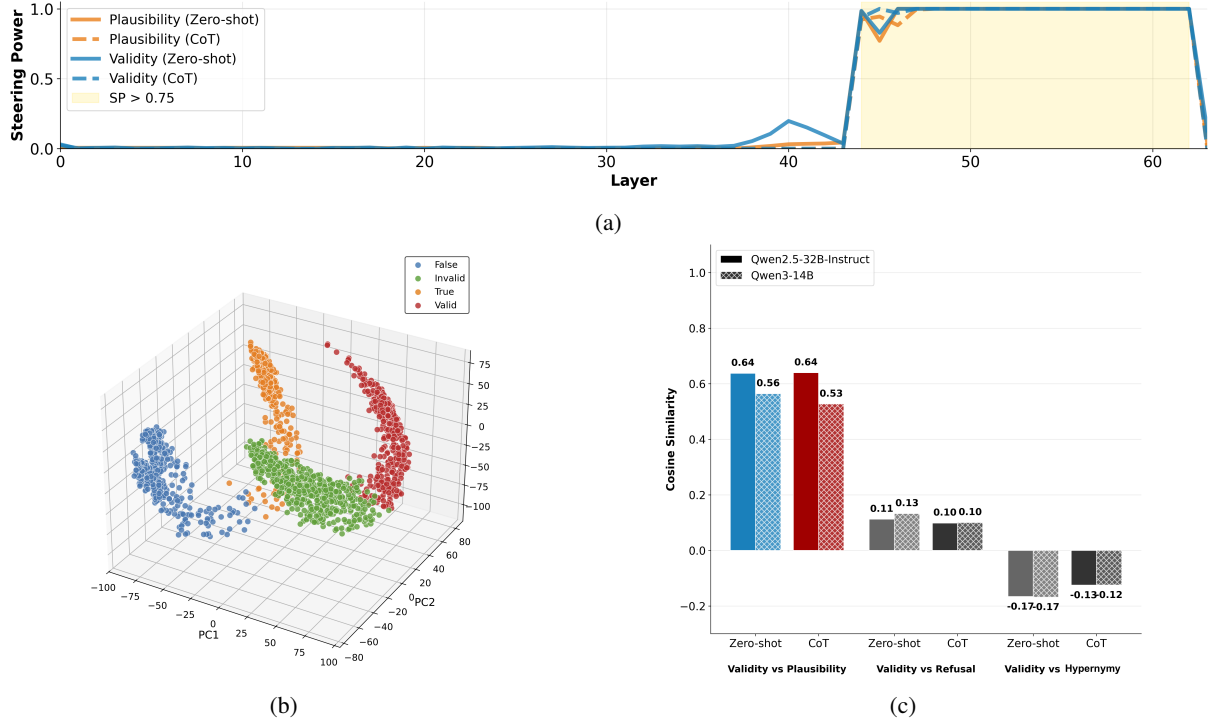 1.0
0.5
0.0
Steering Power
Plausibility (Zero-shot)
Plausibility (CoT)
Validity (Zero-shot)
Validity (CoT)
SP > 0.75
0 10 20 30 40 50 60
Layer
(a)
False
Invalid
True
Valid
75
50
25
0
−25
−50
−75
−100
−100 −75 −50 −25 0 25 50 75 100
PC1
−80 −60 −40 −20 0 20 40 60 80
PC2
(b)
Qwen2.5-32B-Instruct
Qwen3-14B
1.0
0.8
0.6
0.4
0.2
0.0
−0.2
Cosine Similarity
0.64 0.56 0.64 0.53
0.11 0.13 0.10 0.10
-0.17 -0.17 -0.13 -0.12
Zero-shot CoT Zero-shot CoT Zero-shot CoT
Validity vs Plausibility Validity vs Refusal Validity vs Hypernymy
(c)